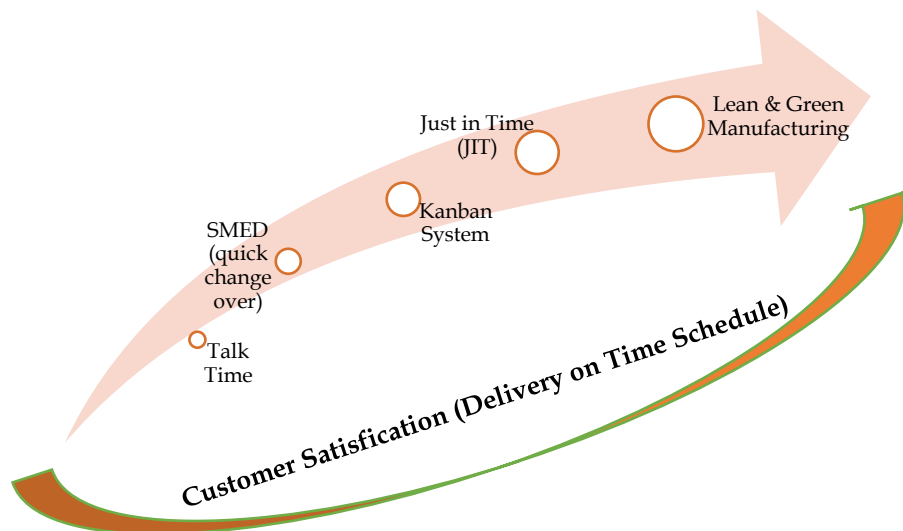 Talk
Time
SMED
(quick
change
over)
Kanban
System
Just in Time
(JIT)
Lean & Green
Manufacturing
Customer Satisfication (Delivery on Time Schedule)